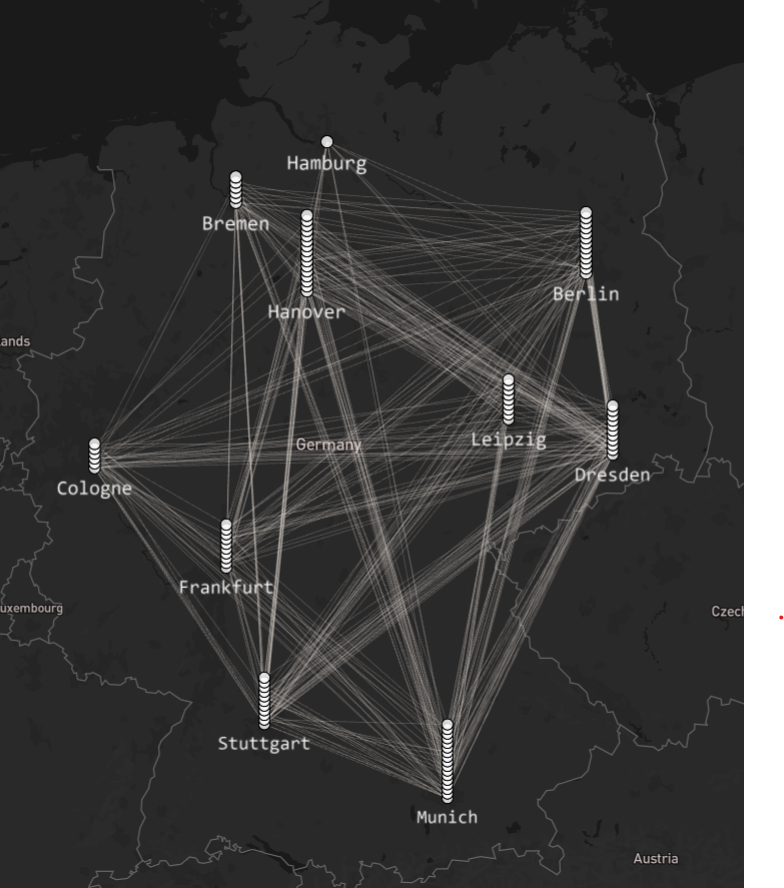 Hamburg
Bremen
Berlin
Hanover
ands
Germany
Leipzig
Dresden
Cologne
Frankfurt
uxembourg
Czech
Stuttgart
Munich
Austria